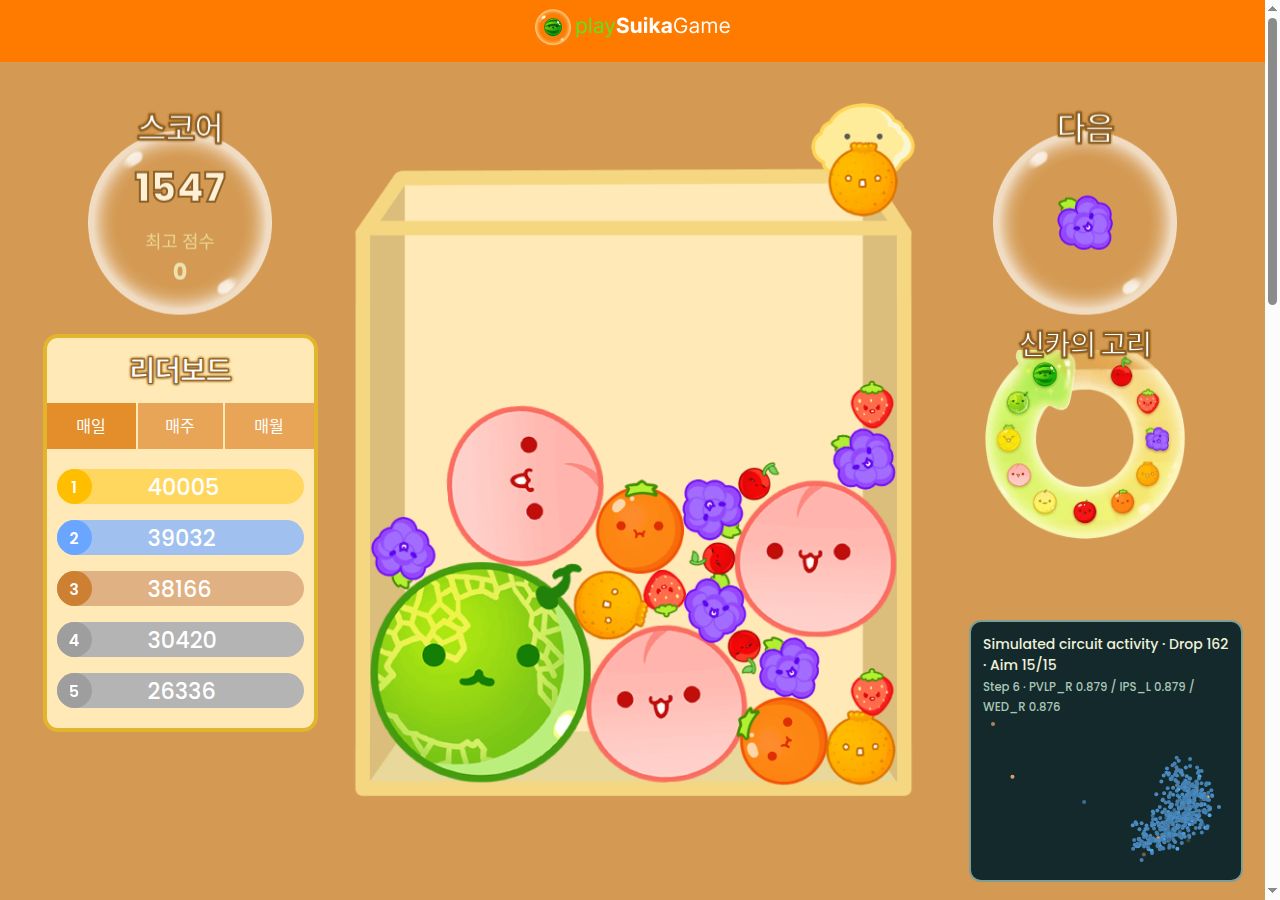 playSuikaGame
스코어
1547
최고 점수
0
리더보드
매일 매주 매월
1 40005
2 39032
3 38166
4 30420
5 26336
다음
신카의 고리
Simulated circuit activity · Drop 162
· Aim 15/15
Step 6 · PVLP_R 0.879 / IPS_L 0.879 /
WED_R 0.876